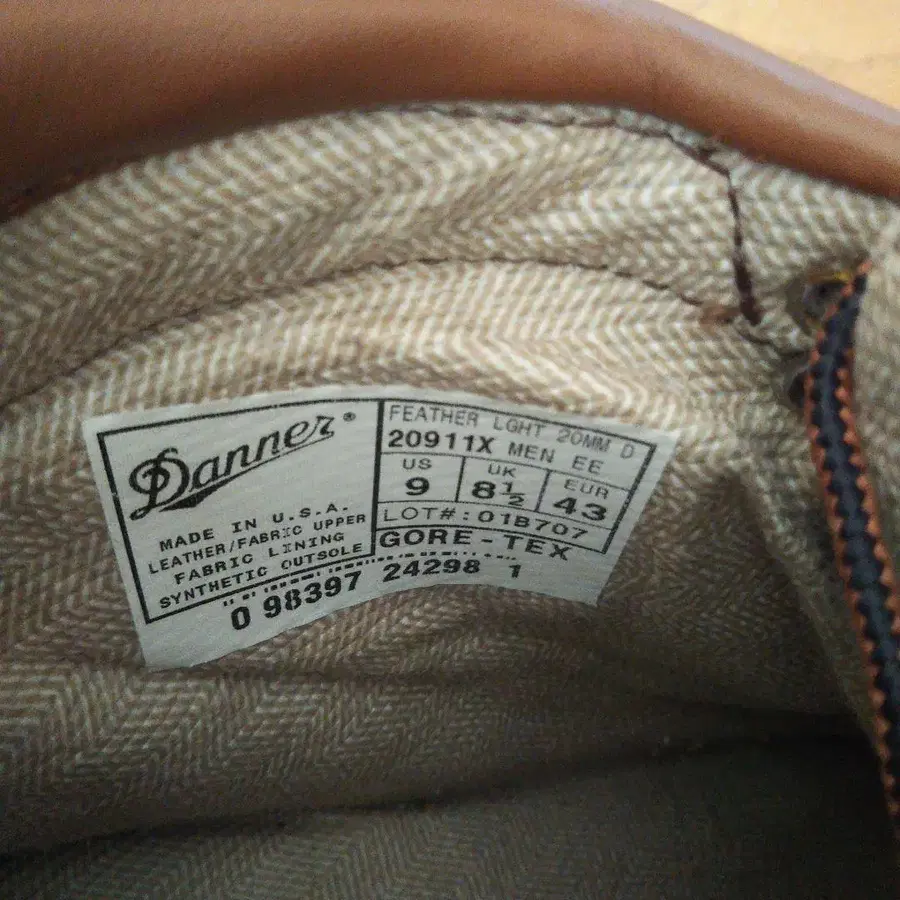 Danner®
MADE IN U.S.A.
LEATHER/FABRIC UPPER
FABRIC LINING
SYNTHETIC OUTSOLE
FEATHER LGHT 20MM D
20911X MEN EE
US UK EUR
9 8½ 43
LOT#:01B707
GORE-TEX
0 98397 24298 1